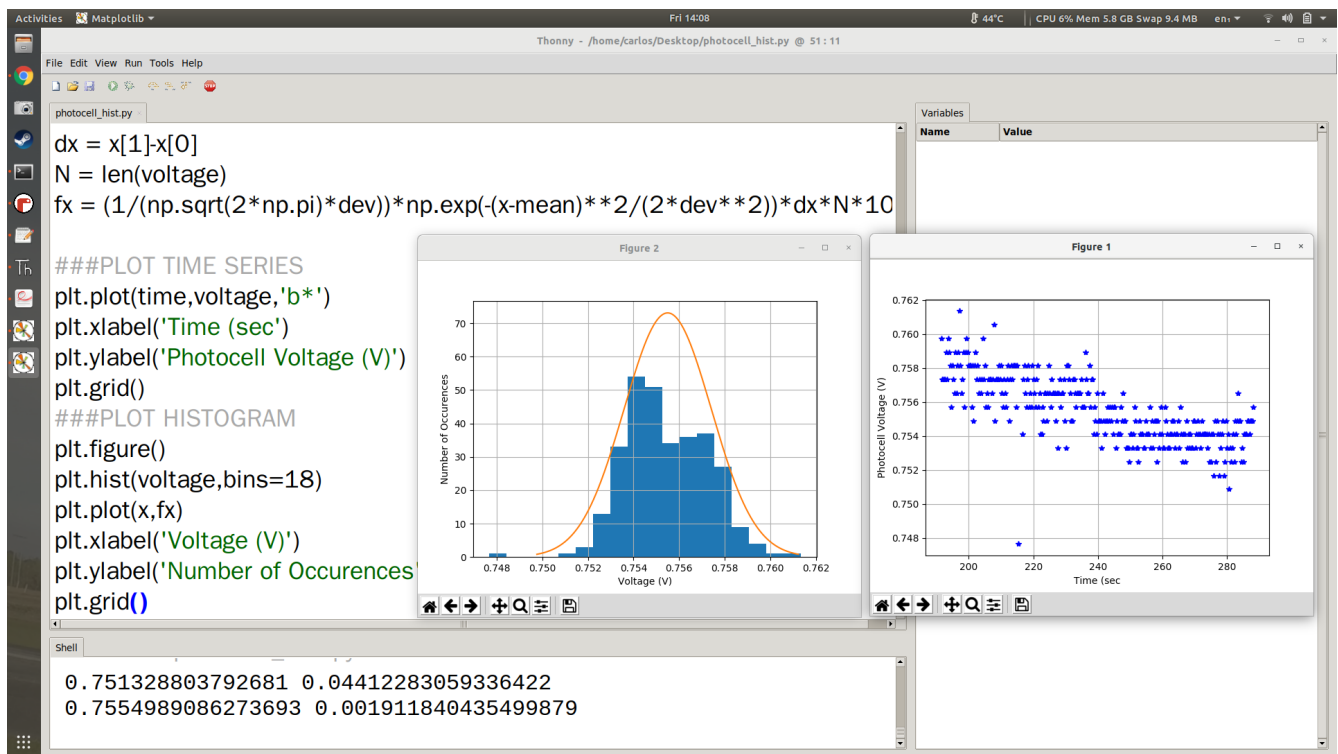 Activities Matplotlib Fri 14:08 44°C CPU 6% Mem 5.8 GB Swap 9.4 MB en₁
Thonny - /home/carlos/Desktop/photocell_hist.py @ 51 : 11
File Edit View Run Tools Help
STOP
photocell_hist.py
dx = x[1]-x[0]
N = len(voltage)
fx = (1/(np.sqrt(2*np.pi)*dev))*np.exp(-(x-mean)**2/(2*dev**2))*dx*N*10
###PLOT TIME SERIES
plt.plot(time,voltage,'b*')
plt.xlabel('Time (sec')
plt.ylabel('Photocell Voltage (V)')
plt.grid()
###PLOT HISTOGRAM
plt.figure()
plt.hist(voltage,bins=18)
plt.plot(x,fx)
plt.xlabel('Voltage (V)')
plt.ylabel('Number of Occurences'
plt.grid()
Figure 2
Number of Occurences
70
60
50
40
30
20
10
0
0.748 0.750 0.752 0.754 0.756 0.758 0.760 0.762
Voltage (V)
Figure 1
Photocell Voltage (V)
0.762
0.760
0.758
0.756
0.754
0.752
0.750
0.748
200 220 240 260 280
Time (sec
Variables
Name Value
Shell
0.751328803792681 0.04412283059336422
0.7554989086273693 0.001911840435499879
Th